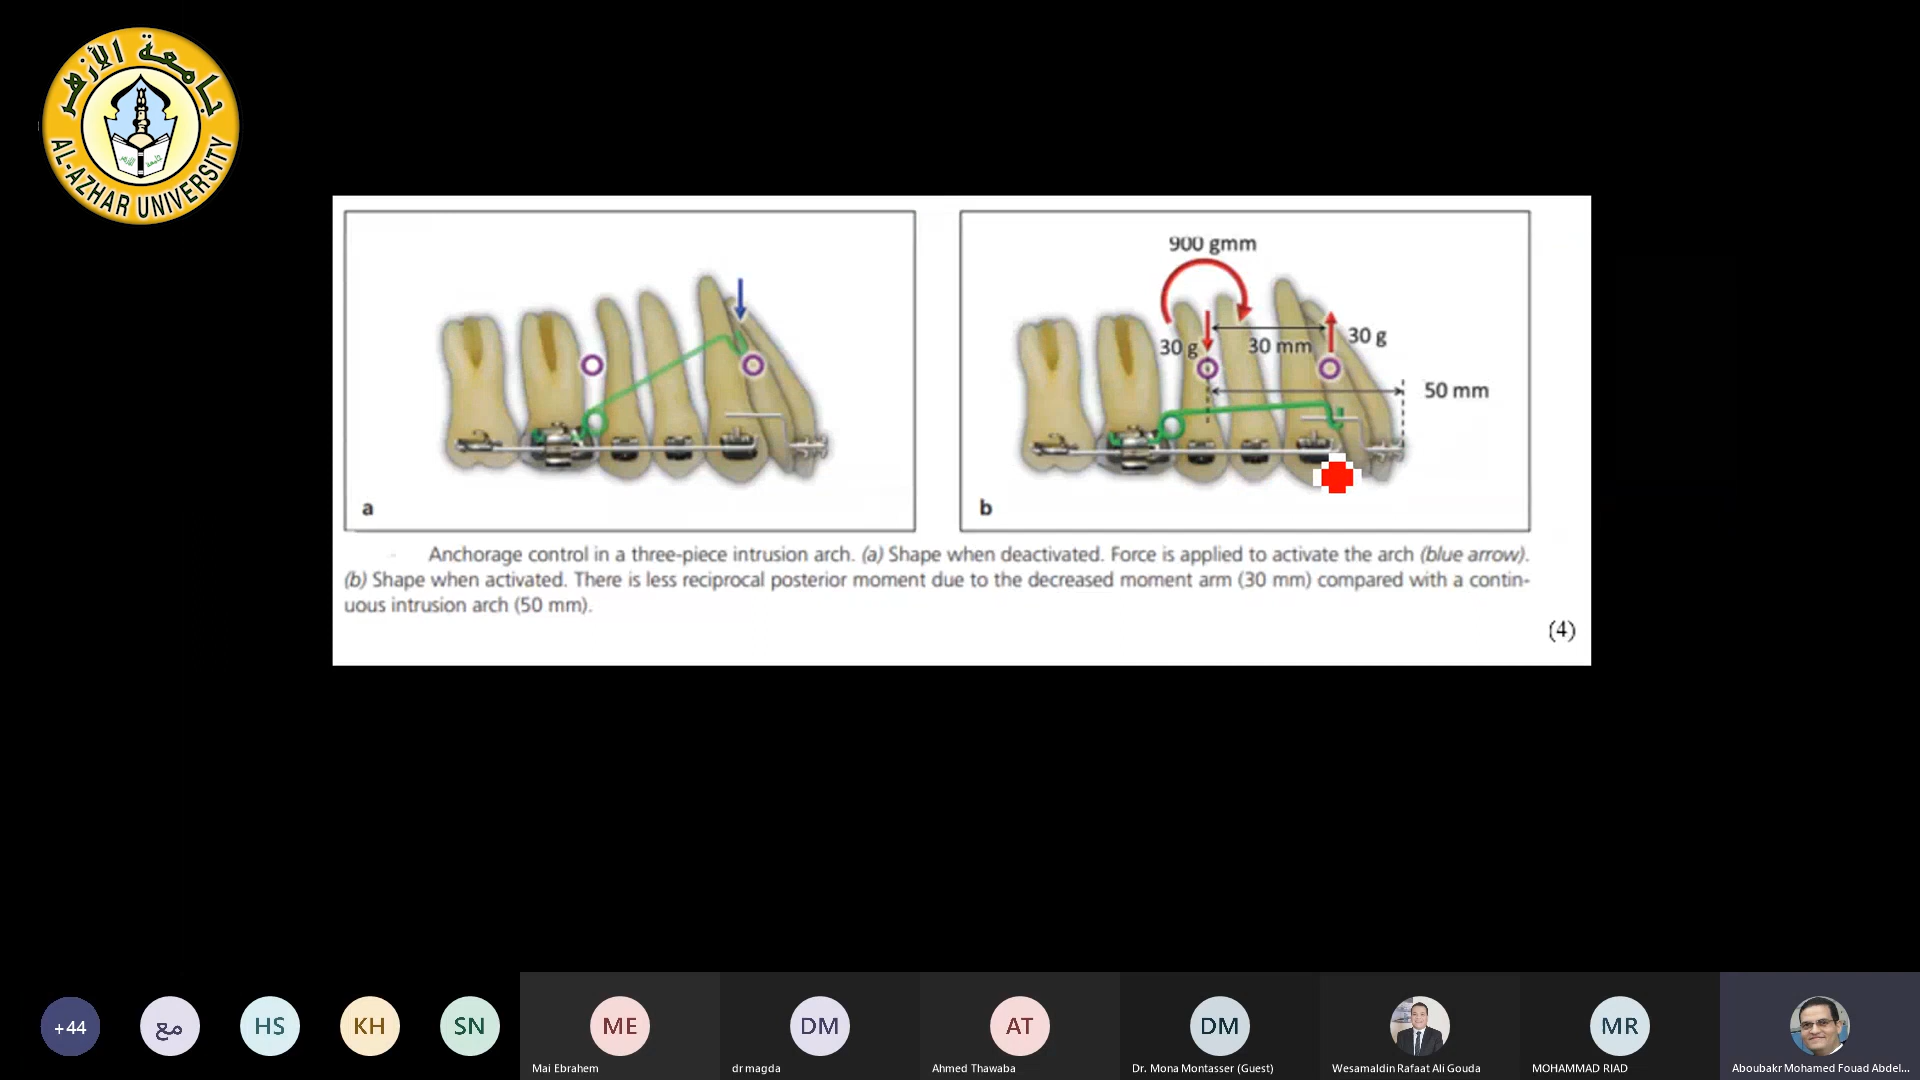 جامعة الأزهر
AL-AZHAR UNIVERSITY
900 gmm
30 g
30 mm
30 g
50 mm
a
b
Anchorage control in a three-piece intrusion arch. (a) Shape when deactivated. Force is applied to activate the arch (blue arrow).
(b) Shape when activated. There is less reciprocal posterior moment due to the decreased moment arm (30 mm) compared with a contin-
uous intrusion arch (50 mm).
(4)
+44
مع
HS
KH
SN
ME
DM
AT
DM
MR
Mai Ebrahem
dr magda
Ahmed Thawaba
Dr. Mona Montasser (Guest)
Wesamaldin Rafaat Ali Gouda
MOHAMMAD RIAD
Aboubakr Mohamed Fouad Abdel...